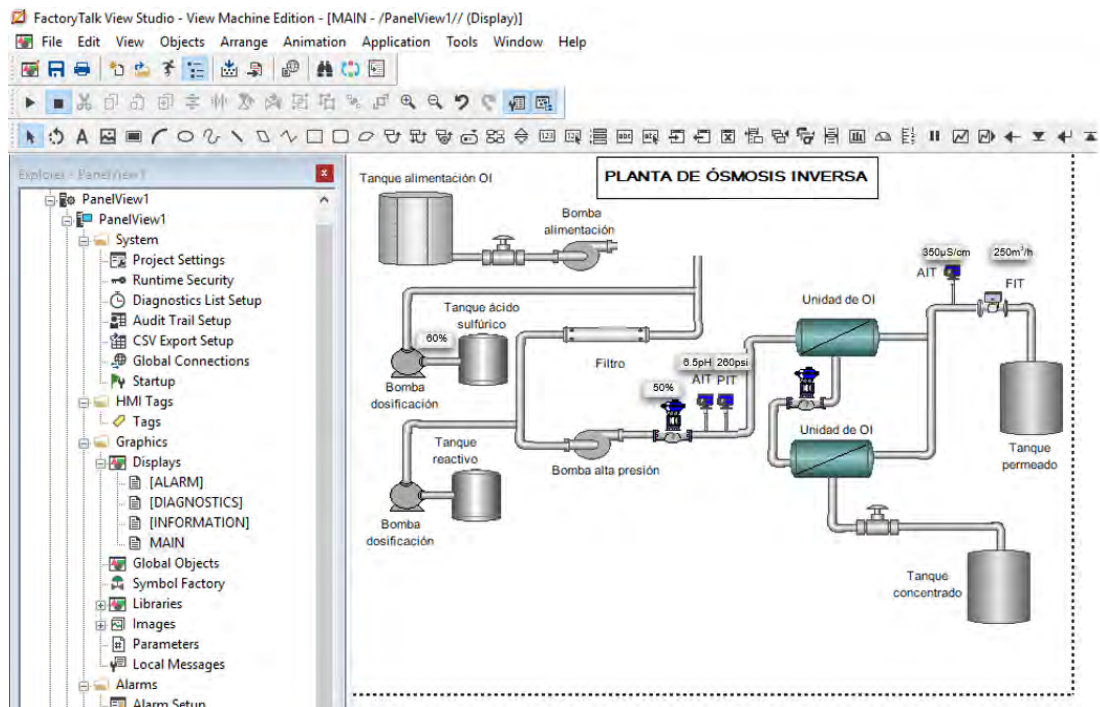 FactoryTalk View Studio - View Machine Edition - [MAIN - /PanelView1// (Display)]
File Edit View Objects Arrange Animation Application Tools Window Help
Explorer - PanelView1
PanelView1
PanelView1
System
Project Settings
Runtime Security
Diagnostics List Setup
Audit Trail Setup
CSV Export Setup
Global Connections
Startup
HMI Tags
Tags
Graphics
Displays
[ALARM]
[DIAGNOSTICS]
[INFORMATION]
MAIN
Global Objects
Symbol Factory
Libraries
Images
Parameters
Local Messages
Alarms
Alarm Setup
PLANTA DE ÓSMOSIS INVERSA
Tanque alimentación OI
Bomba
alimentación
350µS/cm
250m³/h
AIT
FIT
Tanque ácido
sulfúrico
60%
Bomba
dosificación
Filtro
Unidad de OI
6.5pH
260psi
AIT
PIT
50%
Tanque
reactivo
Bomba alta presión
Bomba
dosificación
Unidad de OI
Tanque
permeado
Tanque
concentrado